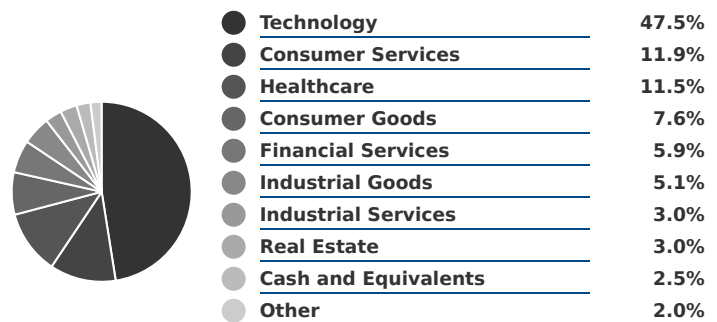 Technology 47.5%
Consumer Services 11.9%
Healthcare 11.5%
Consumer Goods 7.6%
Financial Services 5.9%
Industrial Goods 5.1%
Industrial Services 3.0%
Real Estate 3.0%
Cash and Equivalents 2.5%
Other 2.0%